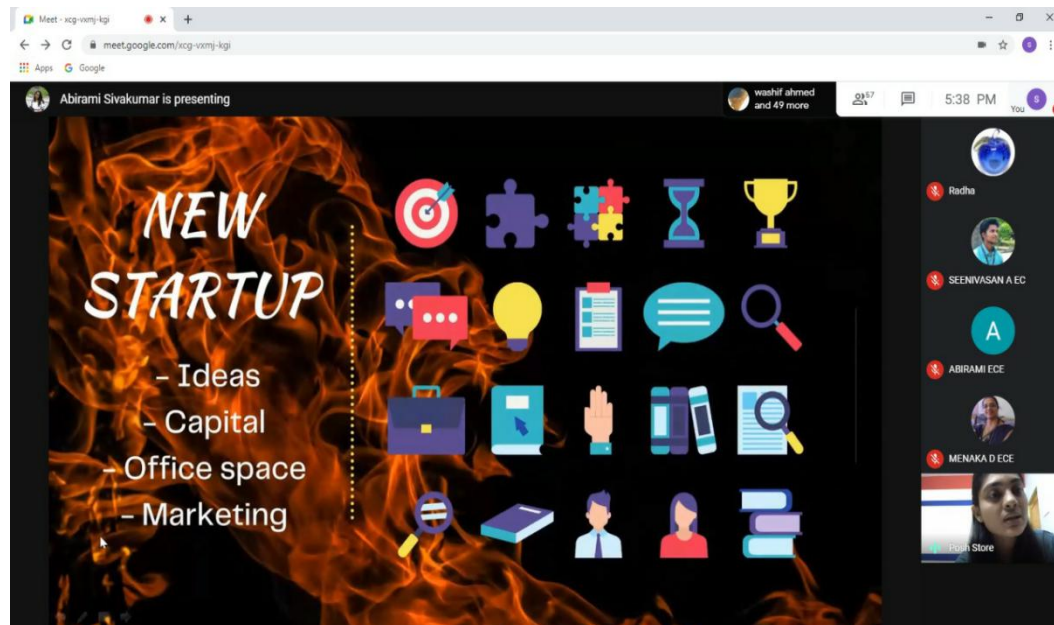 Meet - xcg-vxmj-kgi
meet.google.com/xcg-vxmj-kgi
Apps
Google
Abirami Sivakumar is presenting
washif ahmed
and 49 more
67
5:38 PM
You
S
NEW
STARTUP
- Ideas
- Capital
- Office space
- Marketing
Radha
SEENIVASAN A EC
A
ABIRAMI ECE
MENAKA D ECE
Push Store